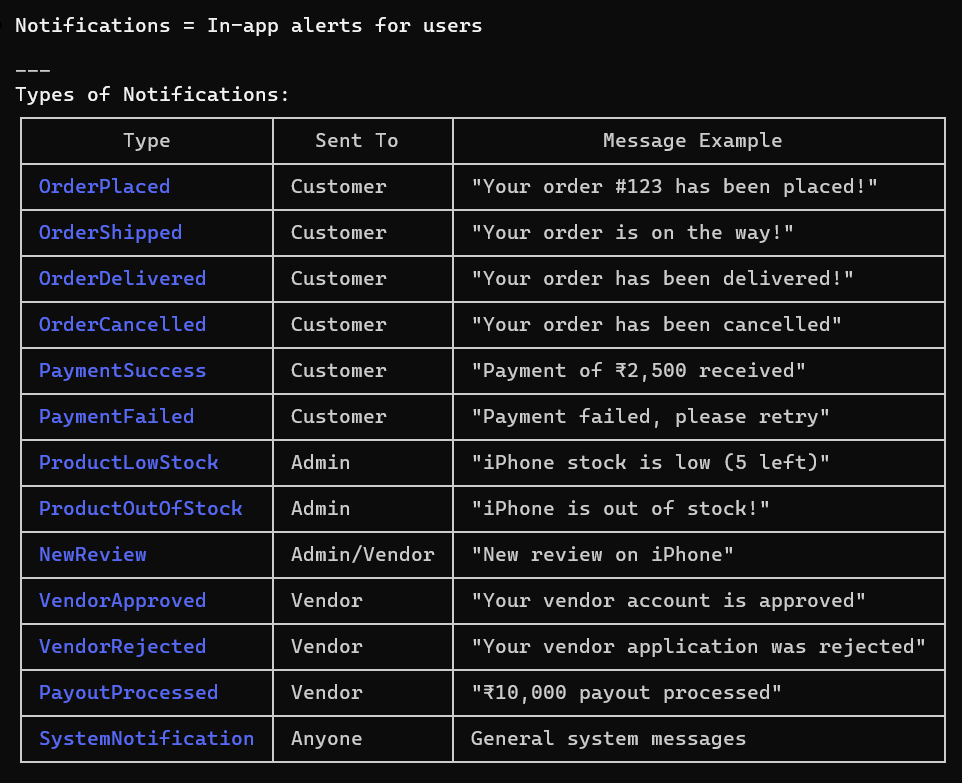 Notifications = In-app alerts for users
———
Types of Notifications:
Type Sent To Message Example
OrderPlaced Customer "Your order #123 has been placed!"
OrderShipped Customer "Your order is on the way!"
OrderDelivered Customer "Your order has been delivered!"
OrderCancelled Customer "Your order has been cancelled"
PaymentSuccess Customer "Payment of ₹2,500 received"
PaymentFailed Customer "Payment failed, please retry"
ProductLowStock Admin "iPhone stock is low (5 left)"
ProductOutOfStock Admin "iPhone is out of stock!"
NewReview Admin/Vendor "New review on iPhone"
VendorApproved Vendor "Your vendor account is approved"
VendorRejected Vendor "Your vendor application was rejected"
PayoutProcessed Vendor "₹10,000 payout processed"
SystemNotification Anyone General system messages